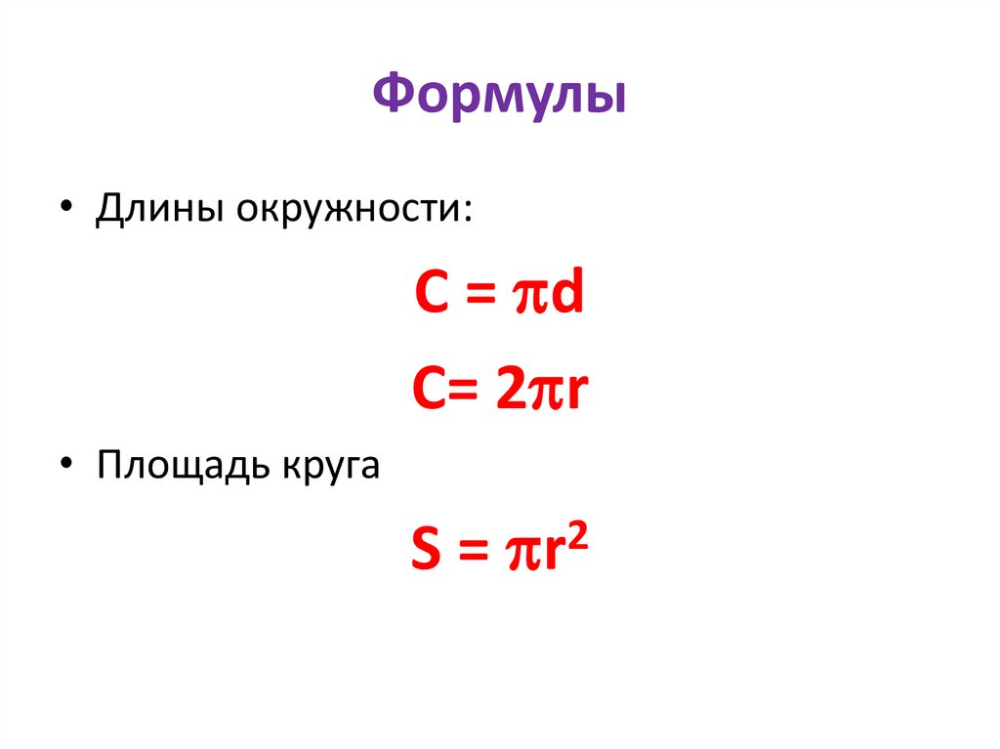 Формулы
• Длины окружности:
C = πd
C= 2πr
• Площадь круга
S = πr²